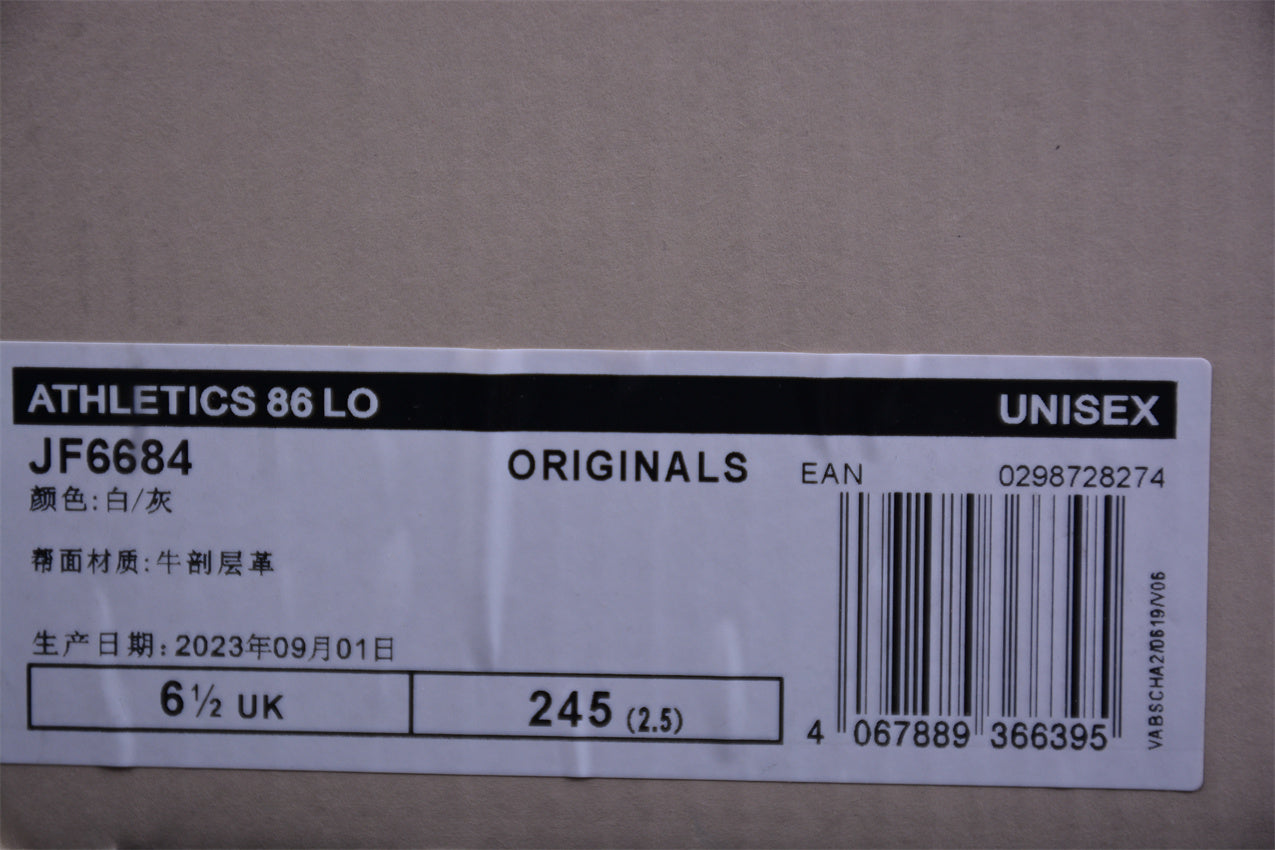 ATHLETICS 86 LO
UNISEX
JF6684
ORIGINALS
EAN 0298728274
颜色:白/灰
帮面材质:牛剖层革
生产日期:2023年09月01日
6½ UK
245 (2.5)
4 067889 366395
VABSCHA2/0619/V06